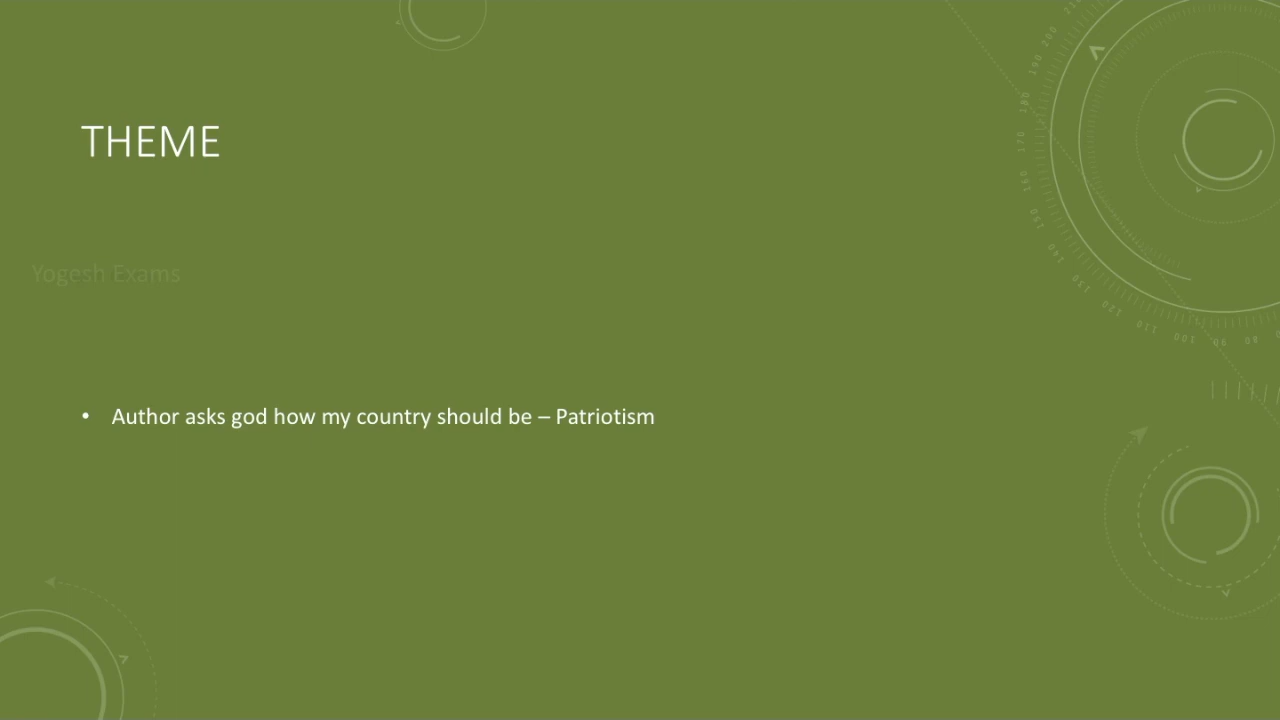 THEME
Yogesh Exams
• Author asks god how my country should be – Patriotism